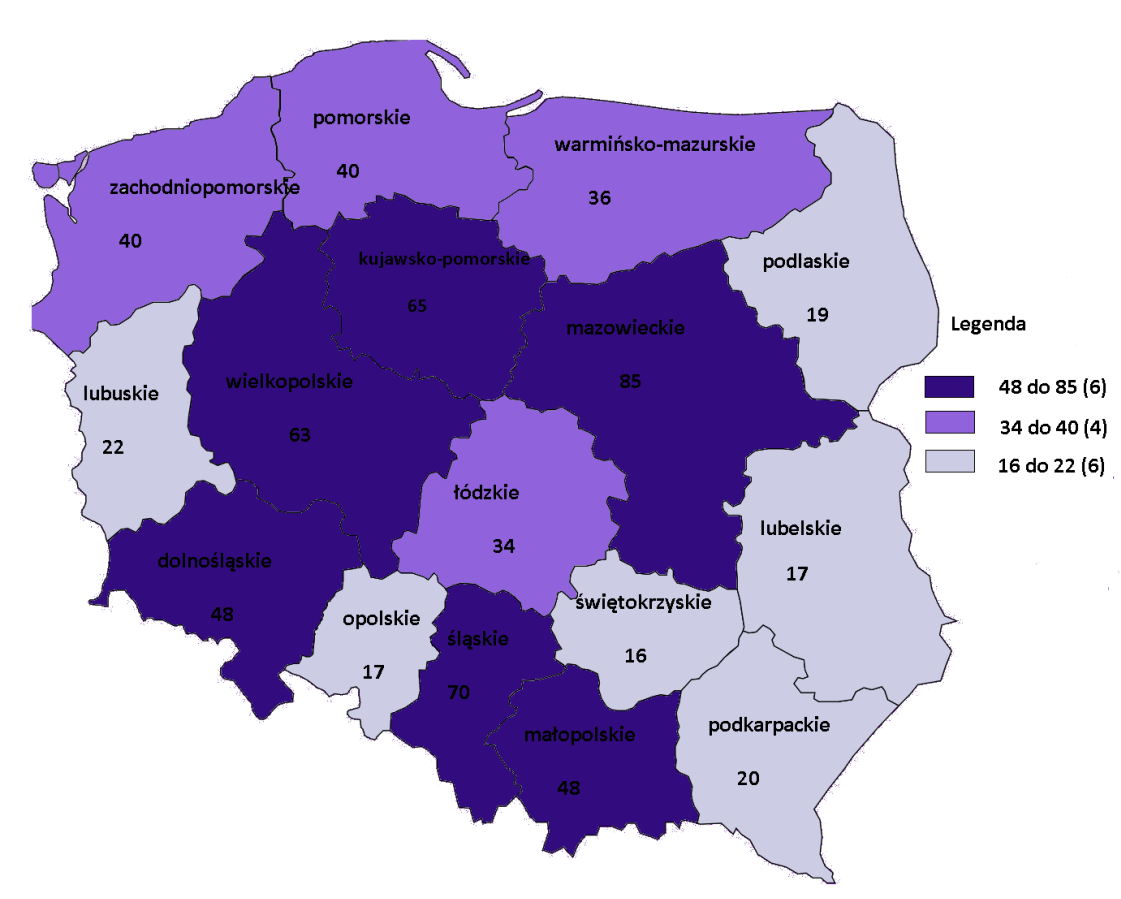 pomorskie
40
warmińsko-mazurskie
36
zachodniopomorskie
40
kujawsko-pomorskie
65
podlaskie
19
mazowieckie
85
wielkopolskie
63
lubuskie
22
łódzkie
34
lubelskie
17
dolnośląskie
48
opolskie
17
śląskie
70
świętokrzyskie
16
małopolskie
48
podkarpackie
20
Legenda
48 do 85 (6)
34 do 40 (4)
16 do 22 (6)